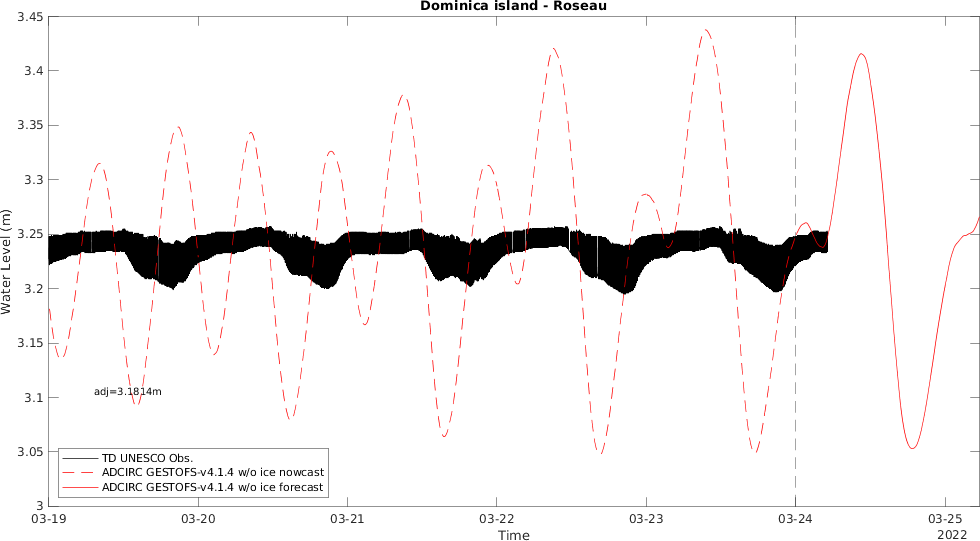 Dominica island - Roseau
3.45
3.4
3.35
3.3
3.25
3.2
3.15
3.1
3.05
3
Water Level (m)
adj=3.1814m
TD UNESCO Obs.
ADCIRC GESTOFS-v4.1.4 w/o ice nowcast
ADCIRC GESTOFS-v4.1.4 w/o ice forecast
03-19 03-20 03-21 03-22 03-23 03-24 03-25
Time 2022